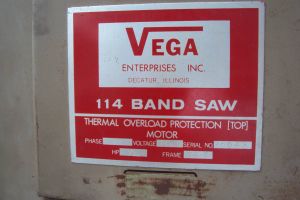 VEGA
ENTERPRISES INC.
DECATUR, ILLINOIS
114 BAND SAW
THERMAL OVERLOAD PROTECTION [TOP]
MOTOR
PHASE VOLTAGE SERIAL NO.
HP FRAME